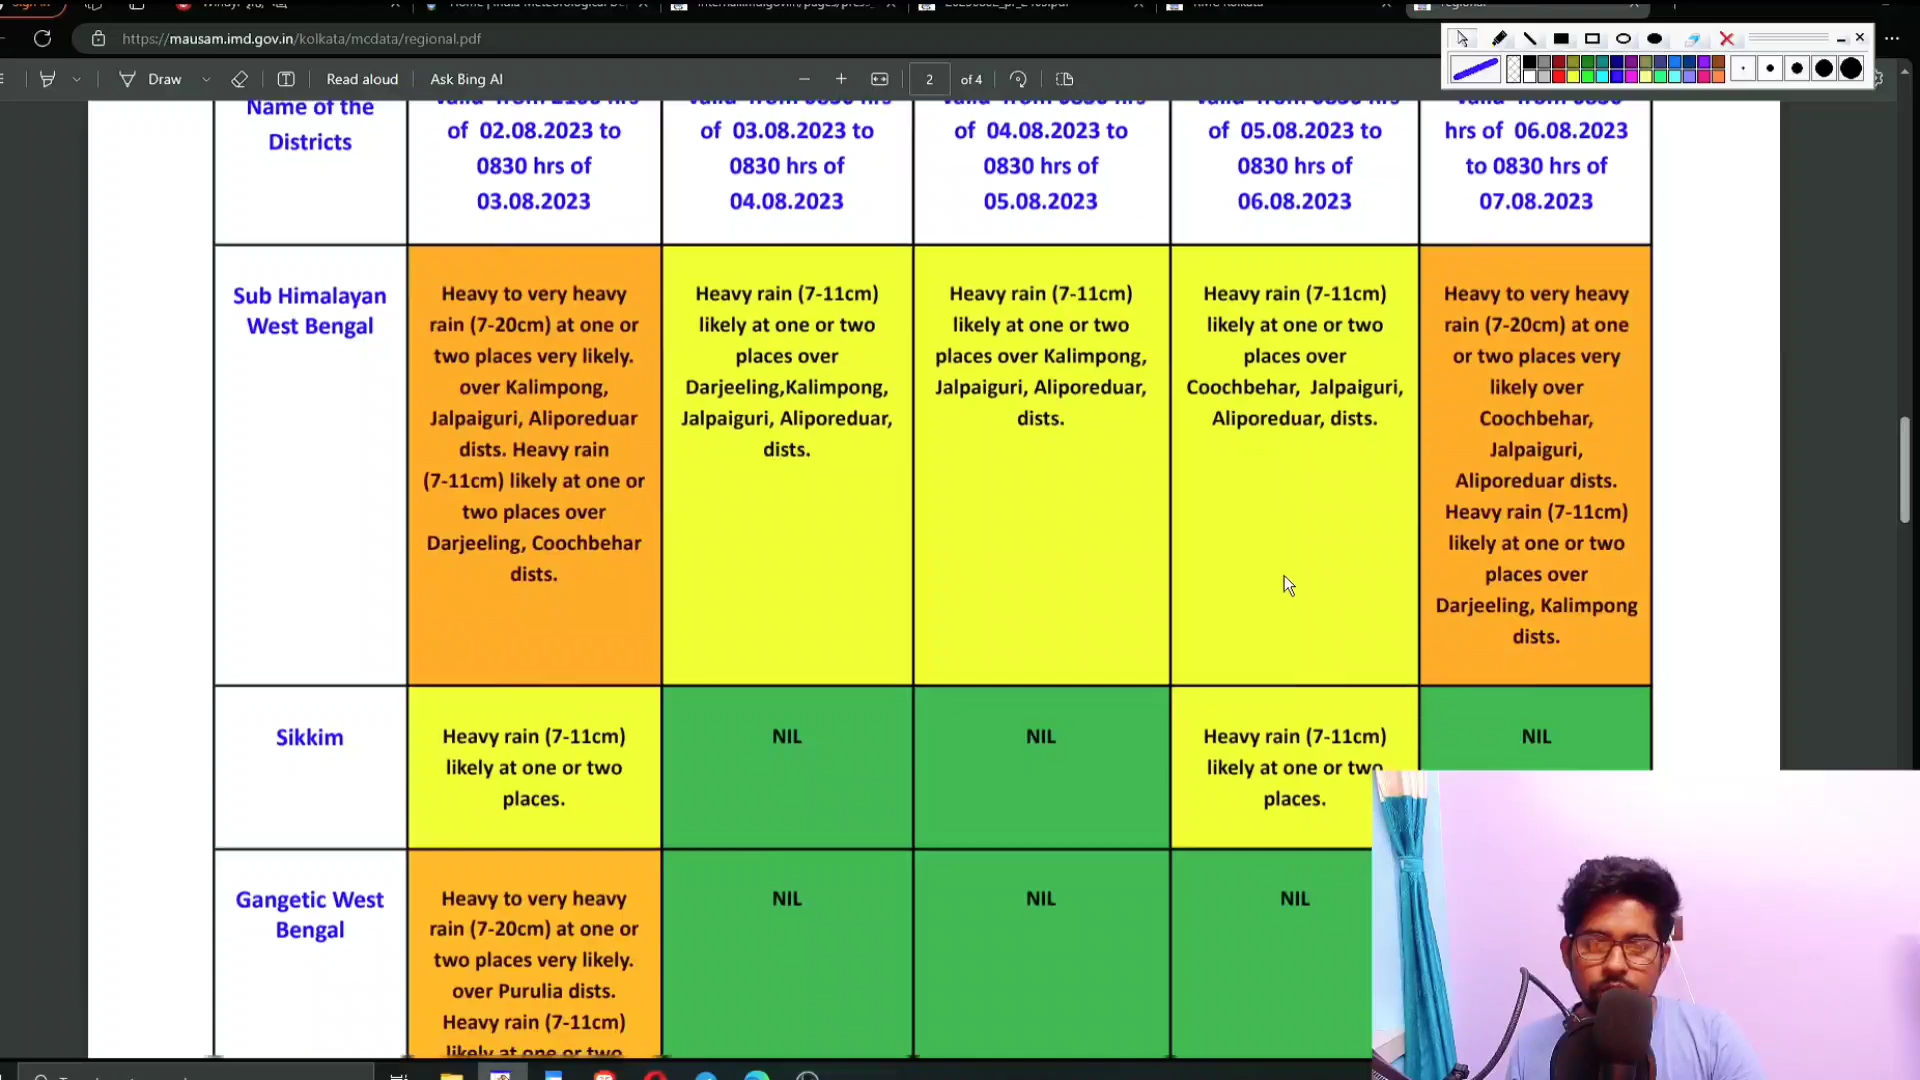 https://mausam.imd.gov.in/kolkata/mcdata/regional.pdf
Draw
Read aloud
Ask Bing AI
2
of 4
Name of the
Districts
of 02.08.2023 to
0830 hrs of
03.08.2023
of 03.08.2023 to
0830 hrs of
04.08.2023
of 04.08.2023 to
0830 hrs of
05.08.2023
of 05.08.2023 to
0830 hrs of
06.08.2023
hrs of 06.08.2023
to 0830 hrs of
07.08.2023
Sub Himalayan
West Bengal
Heavy to very heavy
rain (7-20cm) at one or
two places very likely.
over Kalimpong,
Jalpaiguri, Aliporeduar
dists. Heavy rain
(7-11cm) likely at one or
two places over
Darjeeling, Coochbehar
dists.
Heavy rain (7-11cm)
likely at one or two
places over
Darjeeling,Kalimpong,
Jalpaiguri, Aliporeduar,
dists.
Heavy rain (7-11cm)
likely at one or two
places over Kalimpong,
Jalpaiguri, Aliporeduar,
dists.
Heavy rain (7-11cm)
likely at one or two
places over
Coochbehar, Jalpaiguri,
Aliporeduar, dists.
Heavy to very heavy
rain (7-20cm) at one
or two places very
likely over
Coochbehar,
Jalpaiguri,
Aliporeduar dists.
Heavy rain (7-11cm)
likely at one or two
places over
Darjeeling, Kalimpong
dists.
Sikkim
Heavy rain (7-11cm)
likely at one or two
places.
NIL
NIL
Heavy rain (7-11cm)
likely at one or two
places.
NIL
Gangetic West
Bengal
Heavy to very heavy
rain (7-20cm) at one or
two places very likely.
over Purulia dists.
Heavy rain (7-11cm)
likely at one or two
NIL
NIL
NIL